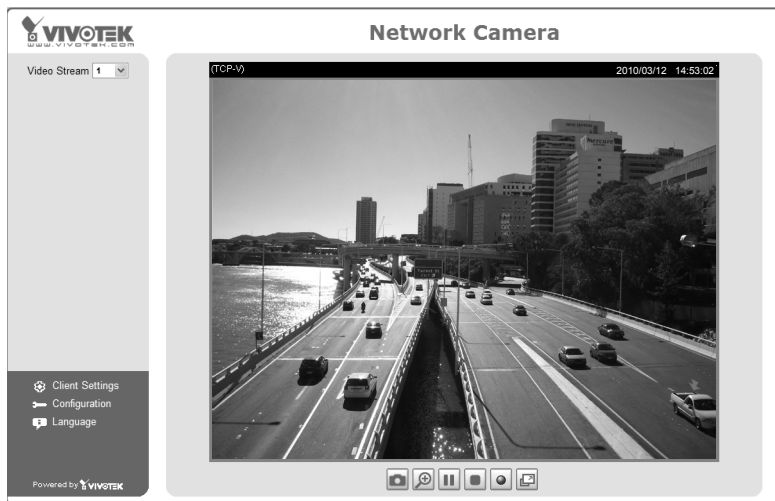 VIVOTEK
www.vivotek.com
Network Camera
Video Stream 1
(TCP-V) 2010/03/12 14:53:02
Mercure
Client Settings
Configuration
Language
Powered by VIVOTEK